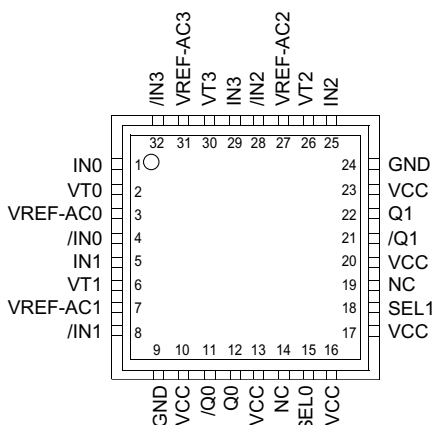 /IN3
VREF-AC3
VT3
IN3
/IN2
VREF-AC2
VT2
IN2
32 31 30 29 28 27 26 25
IN0 1
VT0 2
VREF-AC0 3
/IN0 4
IN1 5
VT1 6
VREF-AC1 7
/IN1 8
24 GND
23 VCC
22 Q1
21 /Q1
20 VCC
19 NC
18 SEL1
17 VCC
9 10 11 12 13 14 15 16
GND
VCC
/Q0
Q0
VCC
NC
SEL0
VCC